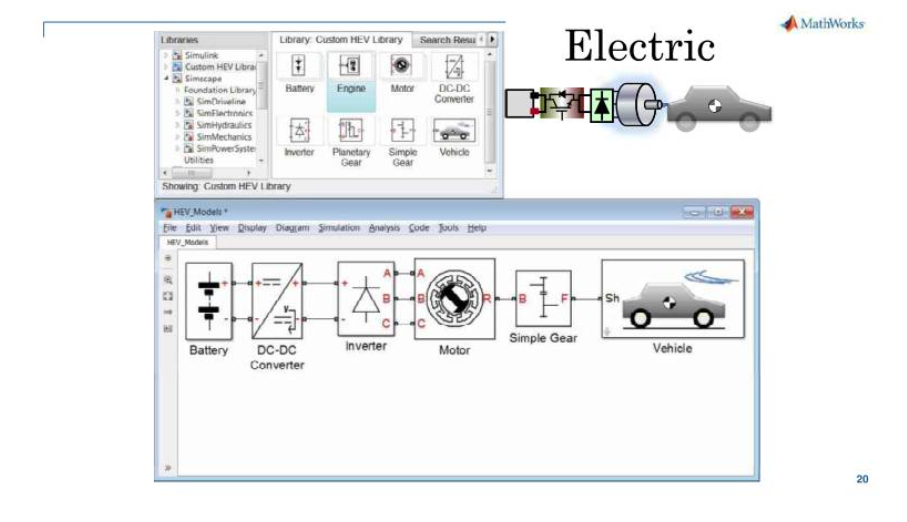 MathWorks
Electric
Libraries
Simulink
Custom HEV Librar
Simscape
Foundation Library
SimDriveline
SimElectronics
SimHydraulics
SimMechanics
SimPowerSyster
Utilities
Library: Custom HEV Library
Search Resu
Battery
Engine
Motor
DC-DC
Converter
Inverter
Planetary
Gear
Simple
Gear
Vehicle
Showing: Custom HEV Library
HEV_Models *
File Edit View Display Diagram Simulation Analysis Code Tools Help
HEV_Models
+ + + +
- - - -
A A
B B
C C
R B F Sh
V
Battery
DC-DC
Converter
Inverter
Motor
Simple Gear
Vehicle
20